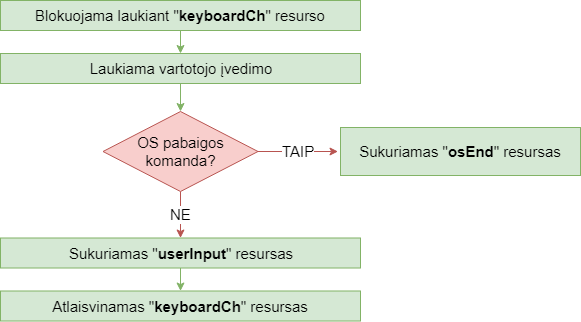 Blokuojama laukiant "keyboardCh" resurso
Laukiama vartotojo įvedimo
OS pabaigos
komanda?
TAIP
Sukuriamas "osEnd" resursas
NE
Sukuriamas "userInput" resursas
Atlaisvinamas "keyboardCh" resursas